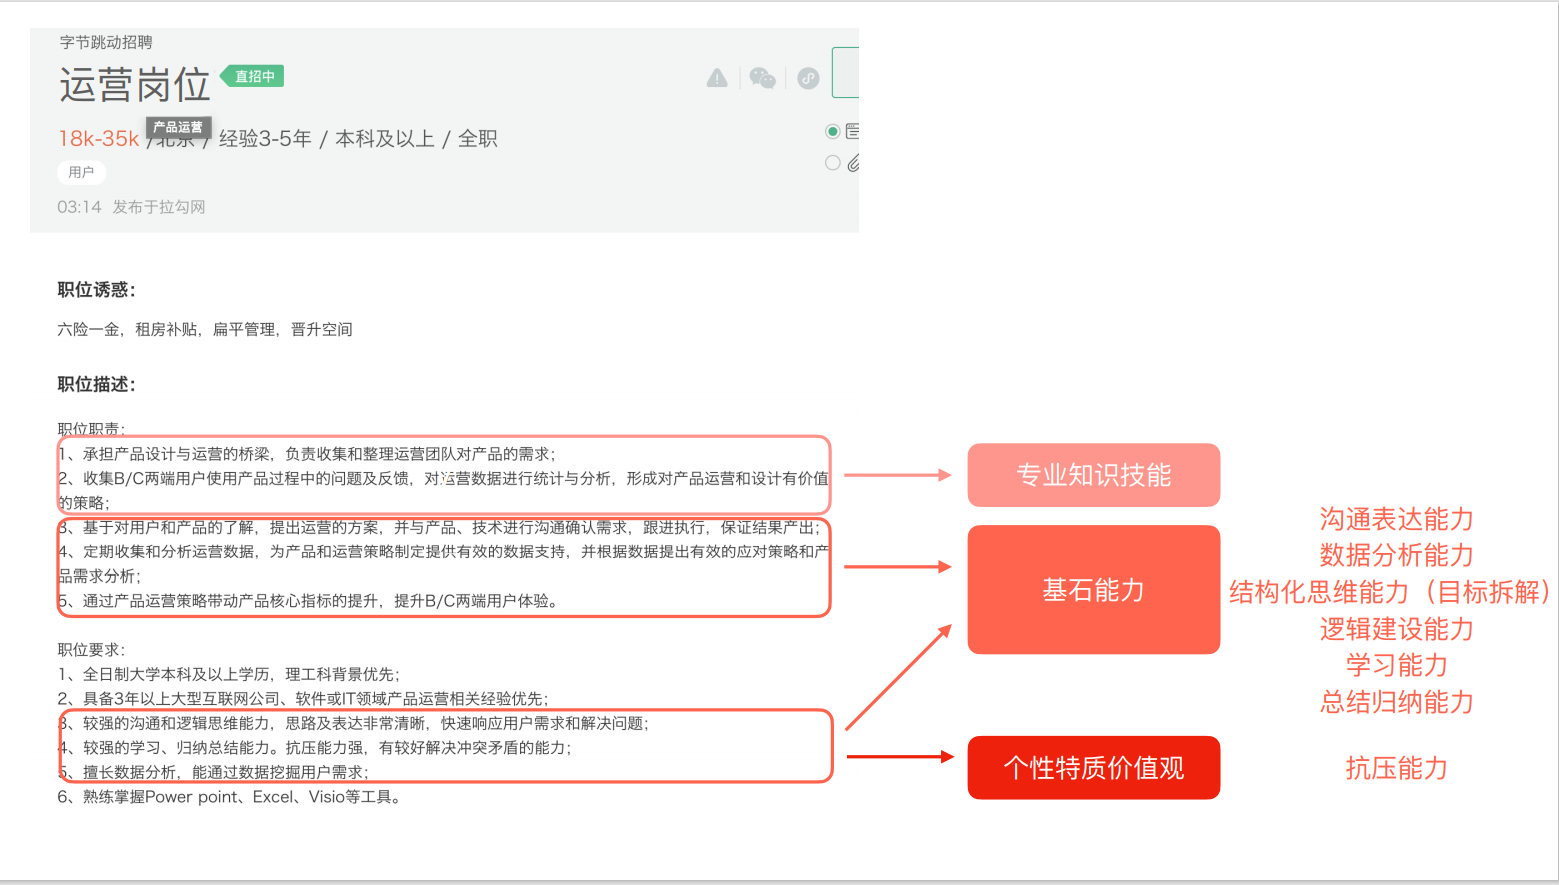 字节跳动招聘
运营岗位
直招中
产品运营
18k-35k /北京 / 经验3-5年 / 本科及以上 / 全职
用户
03:14 发布于拉勾网
职位诱惑：
六险一金，租房补贴，扁平管理，晋升空间
职位描述：
职位职责：
1、承担产品设计与运营的桥梁，负责收集和整理运营团队对产品的需求；
2、收集B/C两端用户使用产品过程中的问题及反馈，对运营数据进行统计与分析，形成对产品运营和设计有价值
的策略；
3、基于对用户和产品的了解，提出运营的方案，并与产品、技术进行沟通确认需求，跟进执行，保证结果产出；
4、定期收集和分析运营数据，为产品和运营策略制定提供有效的数据支持，并根据数据提出有效的应对策略和产
品需求分析；
5、通过产品运营策略带动产品核心指标的提升，提升B/C两端用户体验。
职位要求：
1、全日制大学本科及以上学历，理工科背景优先；
2、具备3年以上大型互联网公司、软件或IT领域产品运营相关经验优先；
3、较强的沟通和逻辑思维能力，思路及表达非常清晰，快速响应用户需求和解决问题；
4、较强的学习、归纳总结能力。抗压能力强，有较好解决冲突矛盾的能力；
5、擅长数据分析，能通过数据挖掘用户需求；
6、熟练掌握Power point、Excel、Visio等工具。
专业知识技能
基石能力
沟通表达能力
数据分析能力
结构化思维能力（目标拆解）
逻辑建设能力
学习能力
总结归纳能力
个性特质价值观
抗压能力